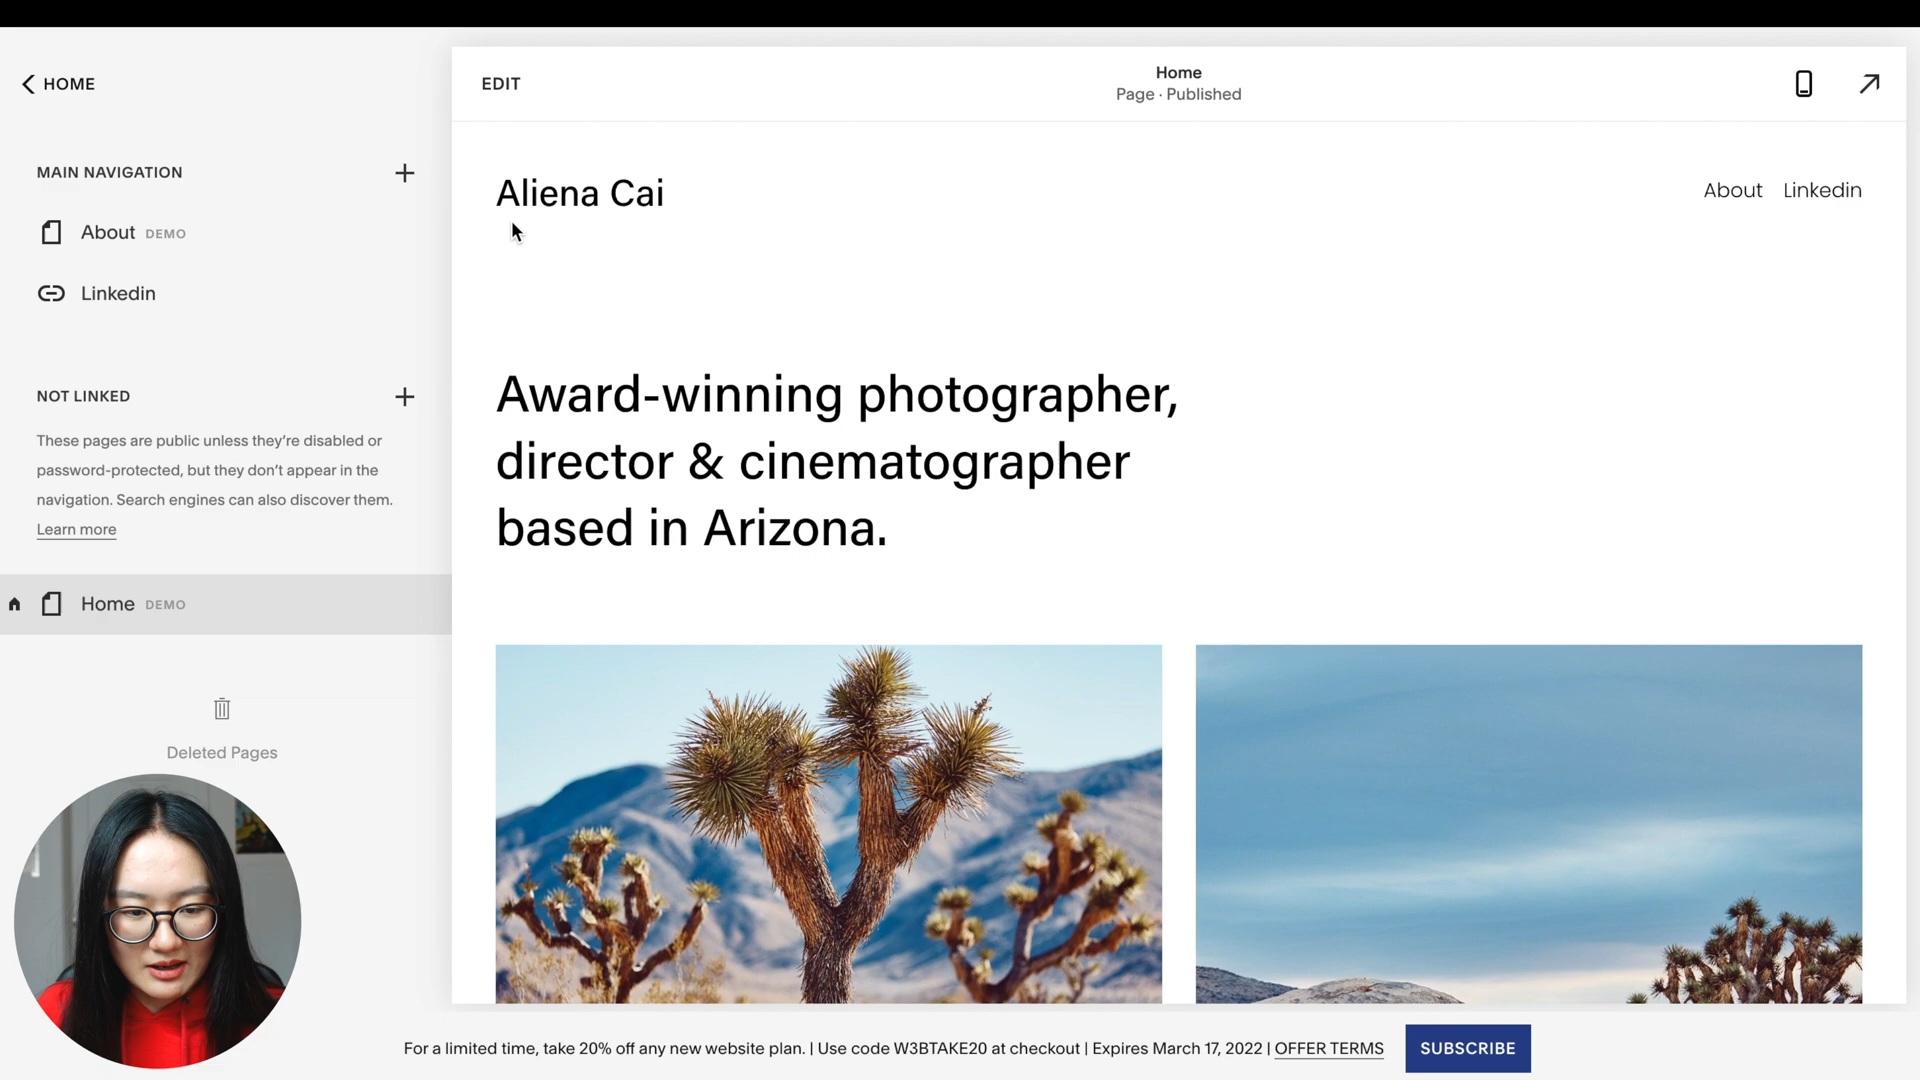 HOME
MAIN NAVIGATION
About DEMO
Linkedin
NOT LINKED
These pages are public unless they’re disabled or
password-protected, but they don’t appear in the
navigation. Search engines can also discover them.
Learn more
Home DEMO
Deleted Pages
EDIT
Home
Page · Published
Aliena Cai
About Linkedin
Award-winning photographer,
director & cinematographer
based in Arizona.
For a limited time, take 20% off any new website plan. | Use code W3BTAKE20 at checkout | Expires March 17, 2022 | OFFER TERMS
SUBSCRIBE